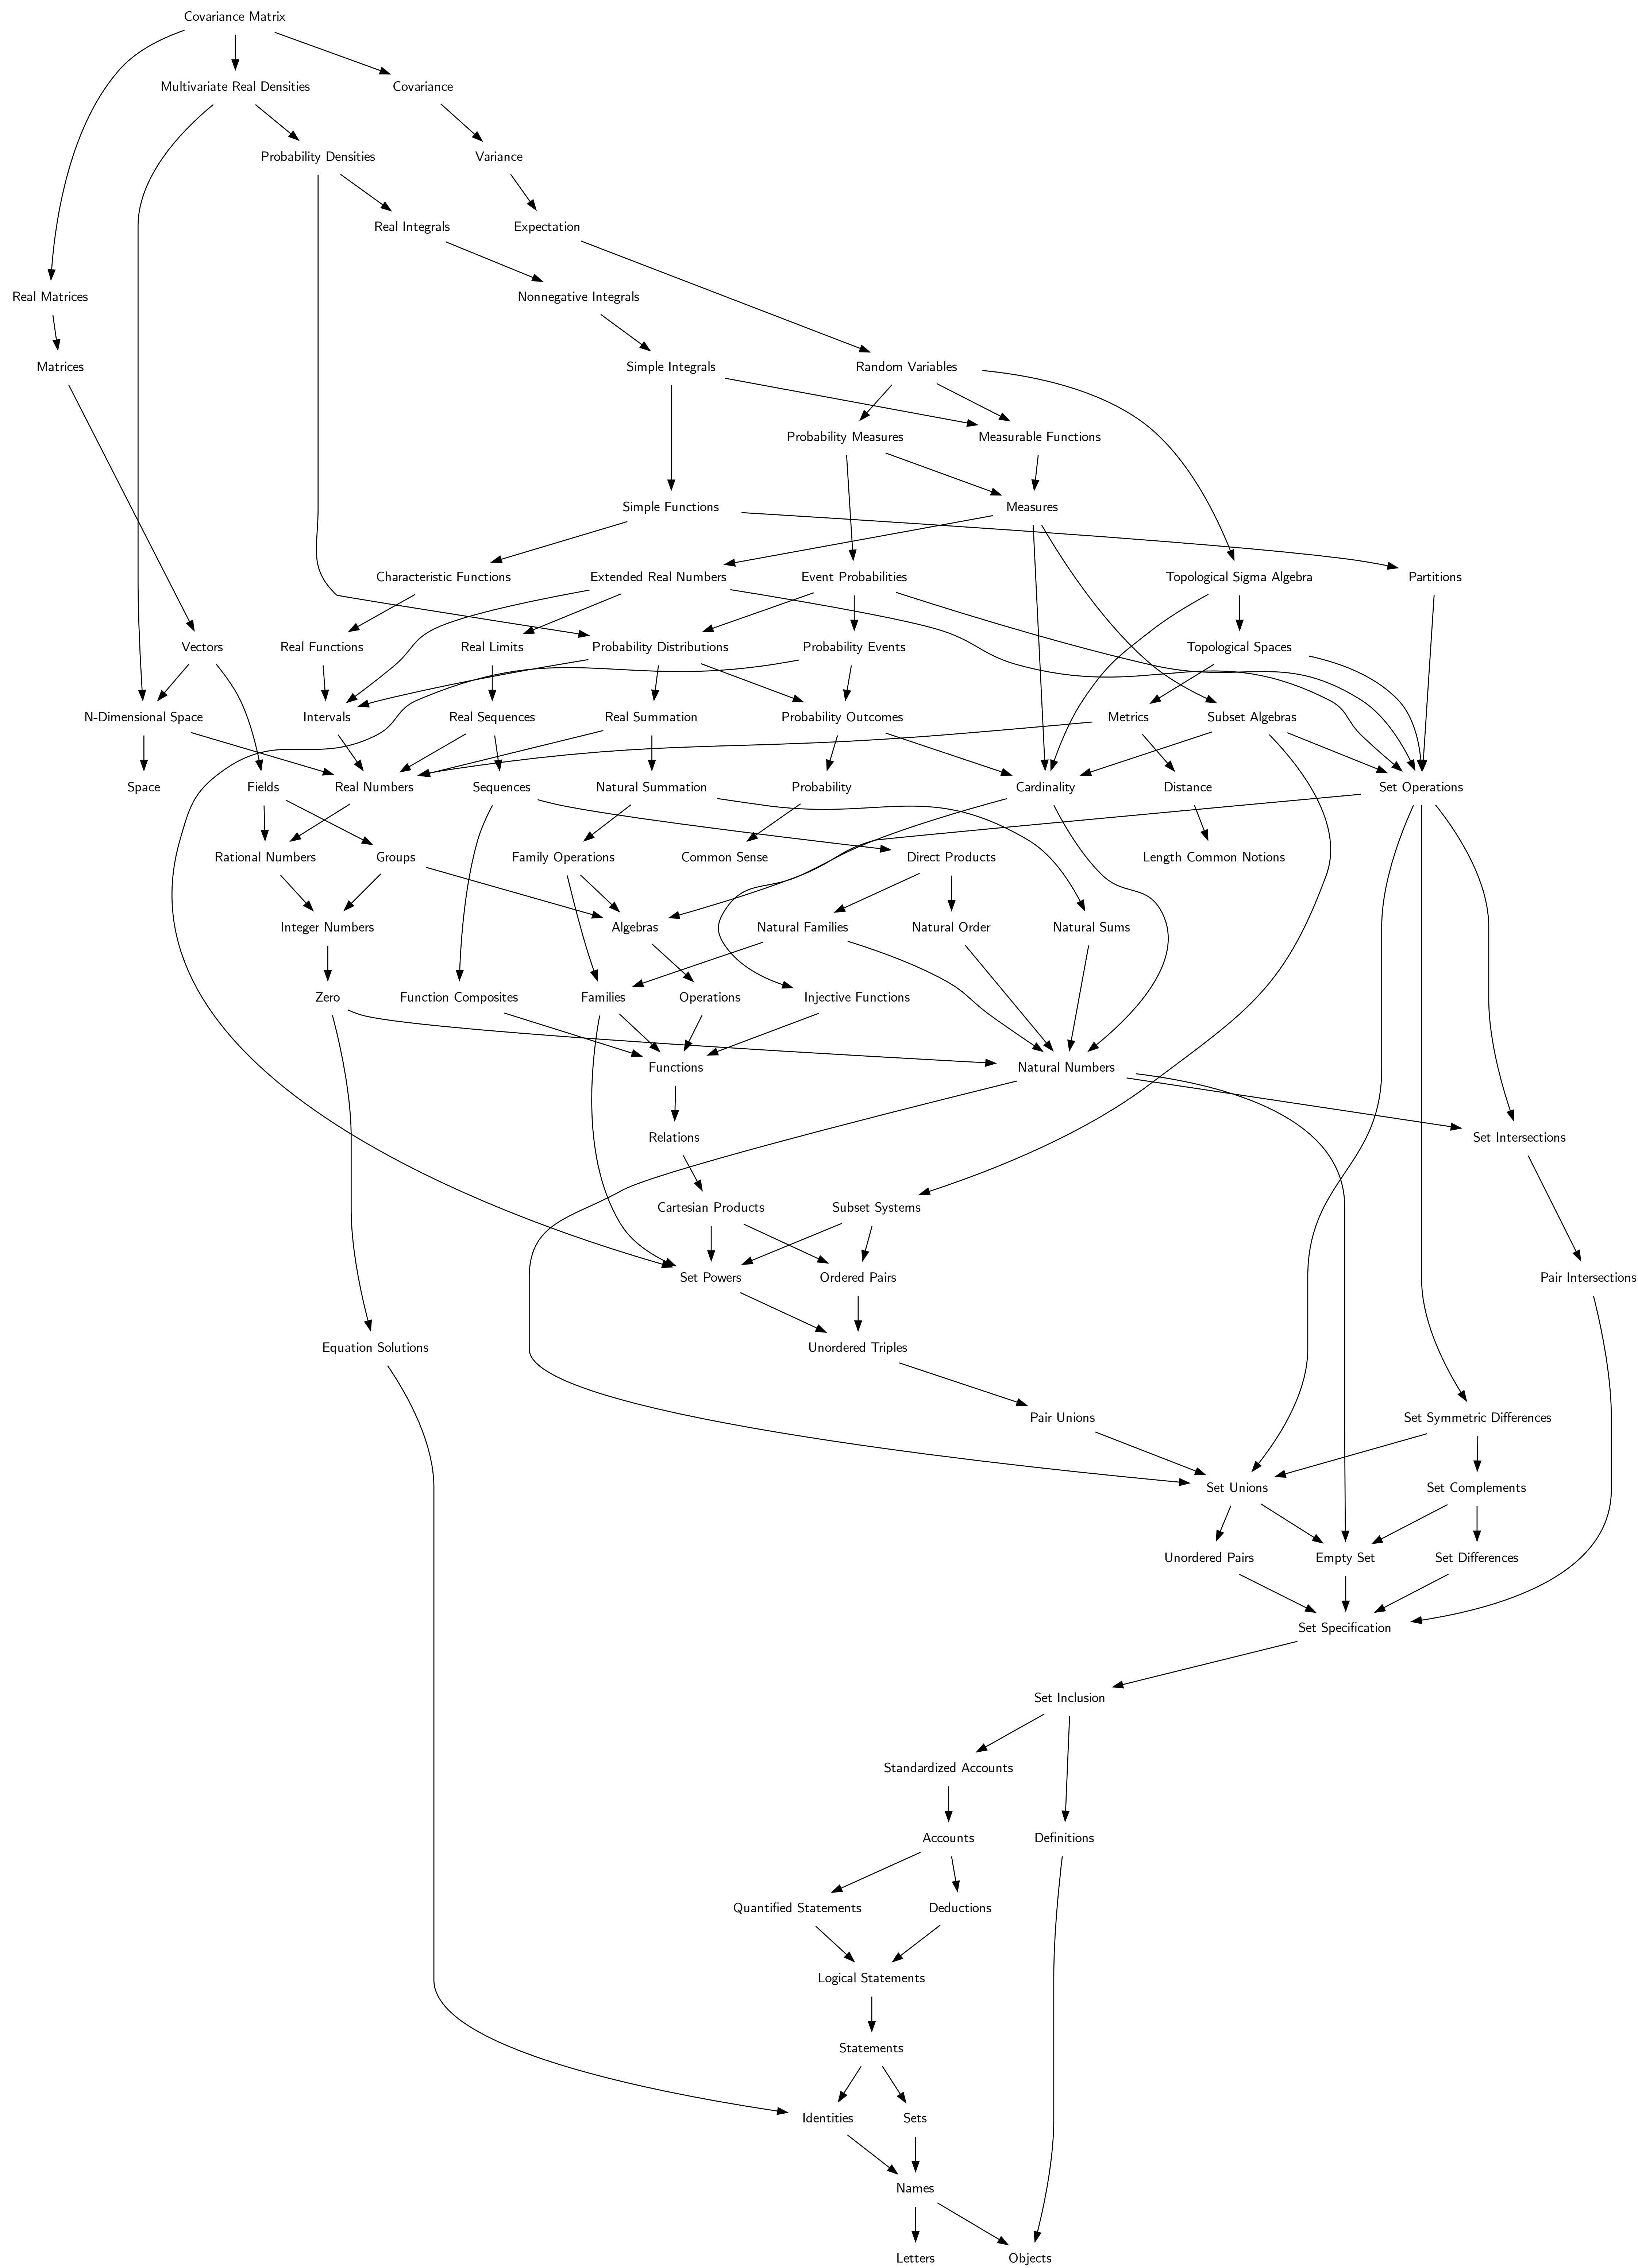 Covariance Matrix
Multivariate Real Densities
Covariance
Probability Densities
Variance
Real Integrals
Expectation
Real Matrices
Nonnegative Integrals
Matrices
Simple Integrals
Random Variables
Probability Measures
Measurable Functions
Simple Functions
Measures
Characteristic Functions
Extended Real Numbers
Event Probabilities
Topological Sigma Algebra
Partitions
Vectors
Real Functions
Real Limits
Probability Distributions
Probability Events
Topological Spaces
N-Dimensional Space
Intervals
Real Sequences
Real Summation
Probability Outcomes
Metrics
Subset Algebras
Space
Fields
Real Numbers
Sequences
Natural Summation
Probability
Cardinality
Distance
Set Operations
Rational Numbers
Groups
Family Operations
Common Sense
Direct Products
Length Common Notions
Integer Numbers
Algebras
Natural Families
Natural Order
Natural Sums
Zero
Function Composites
Families
Operations
Injective Functions
Functions
Natural Numbers
Relations
Set Intersections
Cartesian Products
Subset Systems
Set Powers
Ordered Pairs
Pair Intersections
Equation Solutions
Unordered Triples
Pair Unions
Set Symmetric Differences
Set Unions
Set Complements
Unordered Pairs
Empty Set
Set Differences
Set Specification
Set Inclusion
Standardized Accounts
Accounts
Definitions
Quantified Statements
Deductions
Logical Statements
Statements
Identities
Sets
Names
Letters
Objects